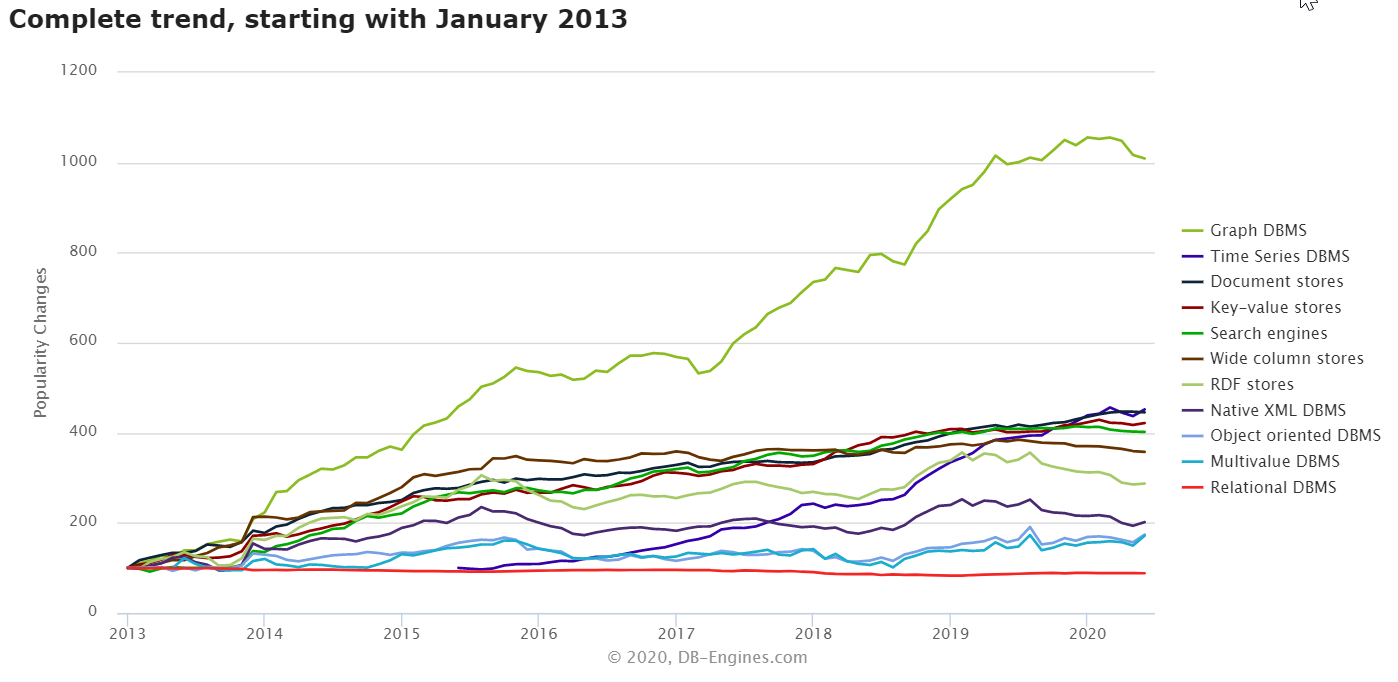 Complete trend, starting with January 2013
1200
1000
800
600
400
200
0
Popularity Changes
2013 2014 2015 2016 2017 2018 2019 2020
Graph DBMS
Time Series DBMS
Document stores
Key-value stores
Search engines
Wide column stores
RDF stores
Native XML DBMS
Object oriented DBMS
Multivalue DBMS
Relational DBMS
© 2020, DB-Engines.com